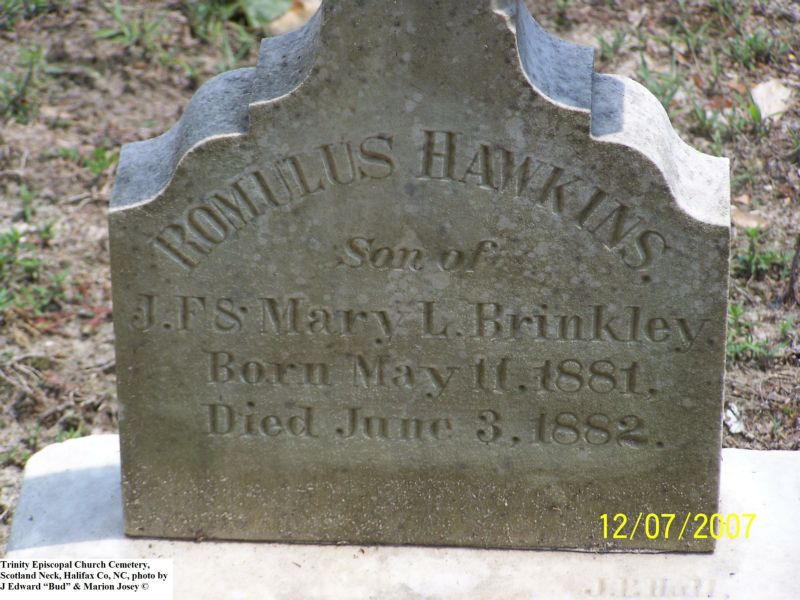 ROMULUS HAWKINS.
Son of
J.F & Mary L. Brinkley.
Born May 11, 1881,
Died June 3, 1882.
12/07/2007
Trinity Episcopal Church Cemetery,
Scotland Neck, Halifax Co, NC, photo by
J Edward “Bud” & Marion Josey ©